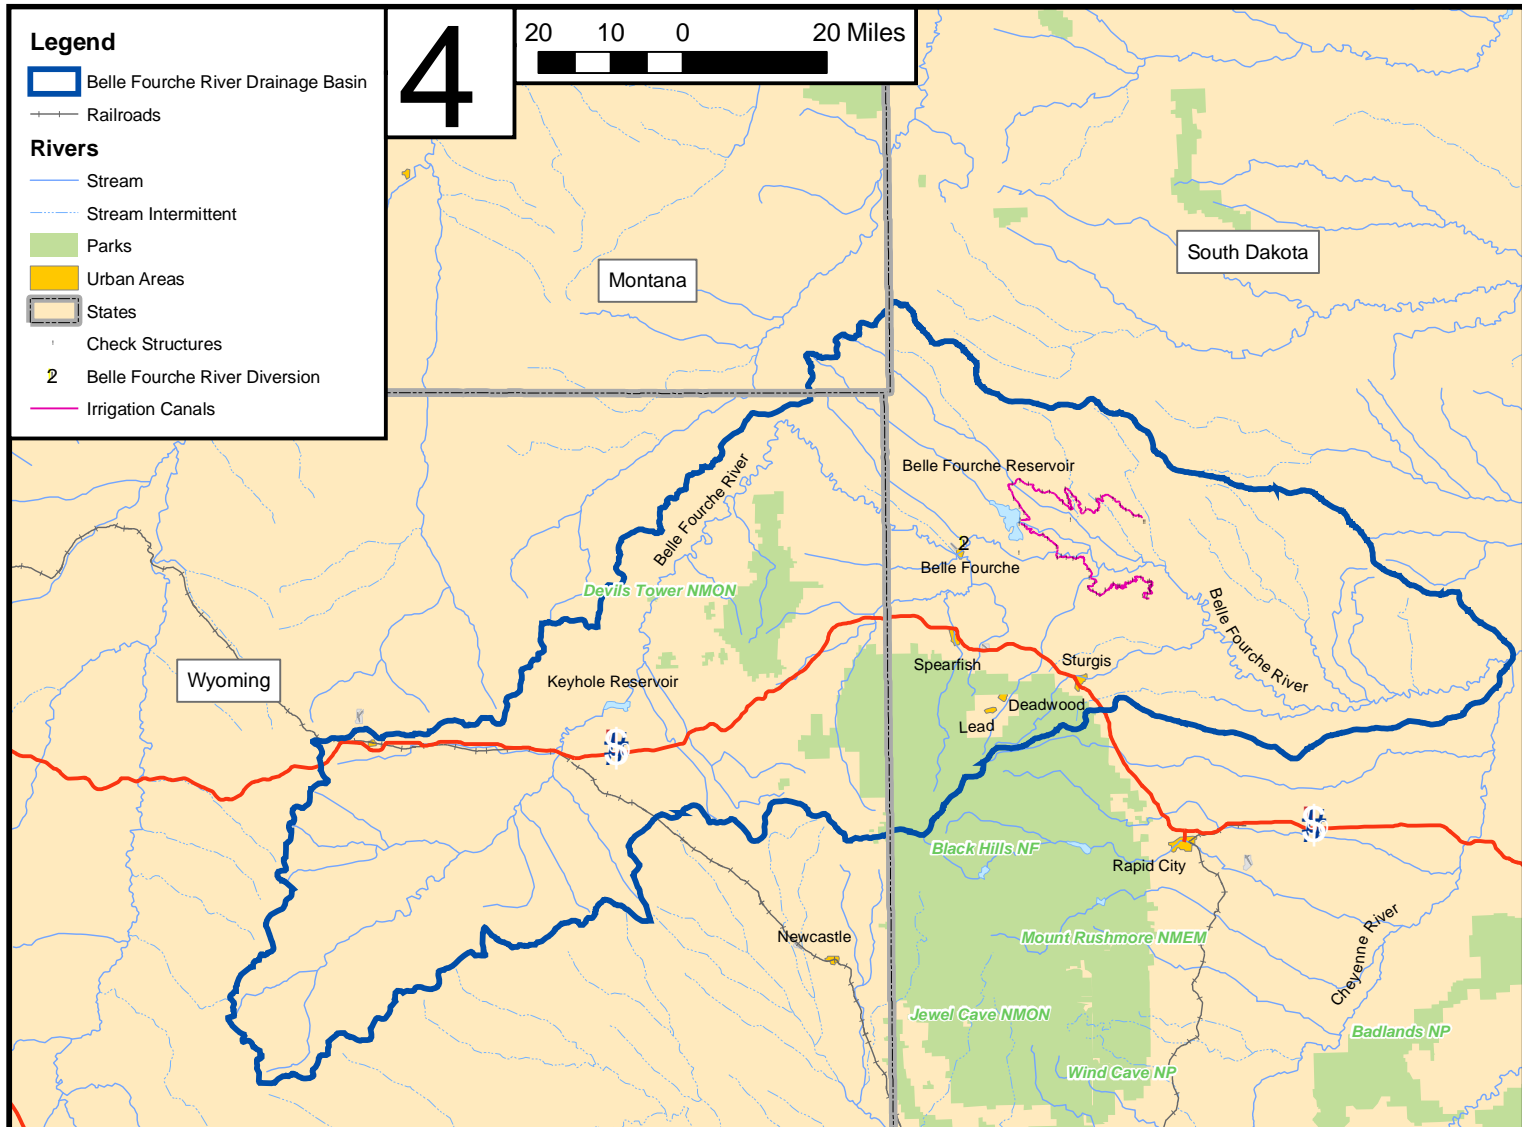 Legend
Belle Fourche River Drainage Basin
Railroads
Rivers
Stream
Stream Intermittent
Parks
Urban Areas
States
Check Structures
2 Belle Fourche River Diversion
Irrigation Canals
4
20 10 0 20 Miles
Montana
South Dakota
Wyoming
Belle Fourche River
Belle Fourche Reservoir
2
Belle Fourche
Devils Tower NMON
Belle Fourche River
Keyhole Reservoir
Spearfish
Sturgis
Deadwood
Lead
Black Hills NF
Rapid City
Newcastle
Mount Rushmore NMEM
Cheyenne River
Jewel Cave NMON
Badlands NP
Wind Cave NP